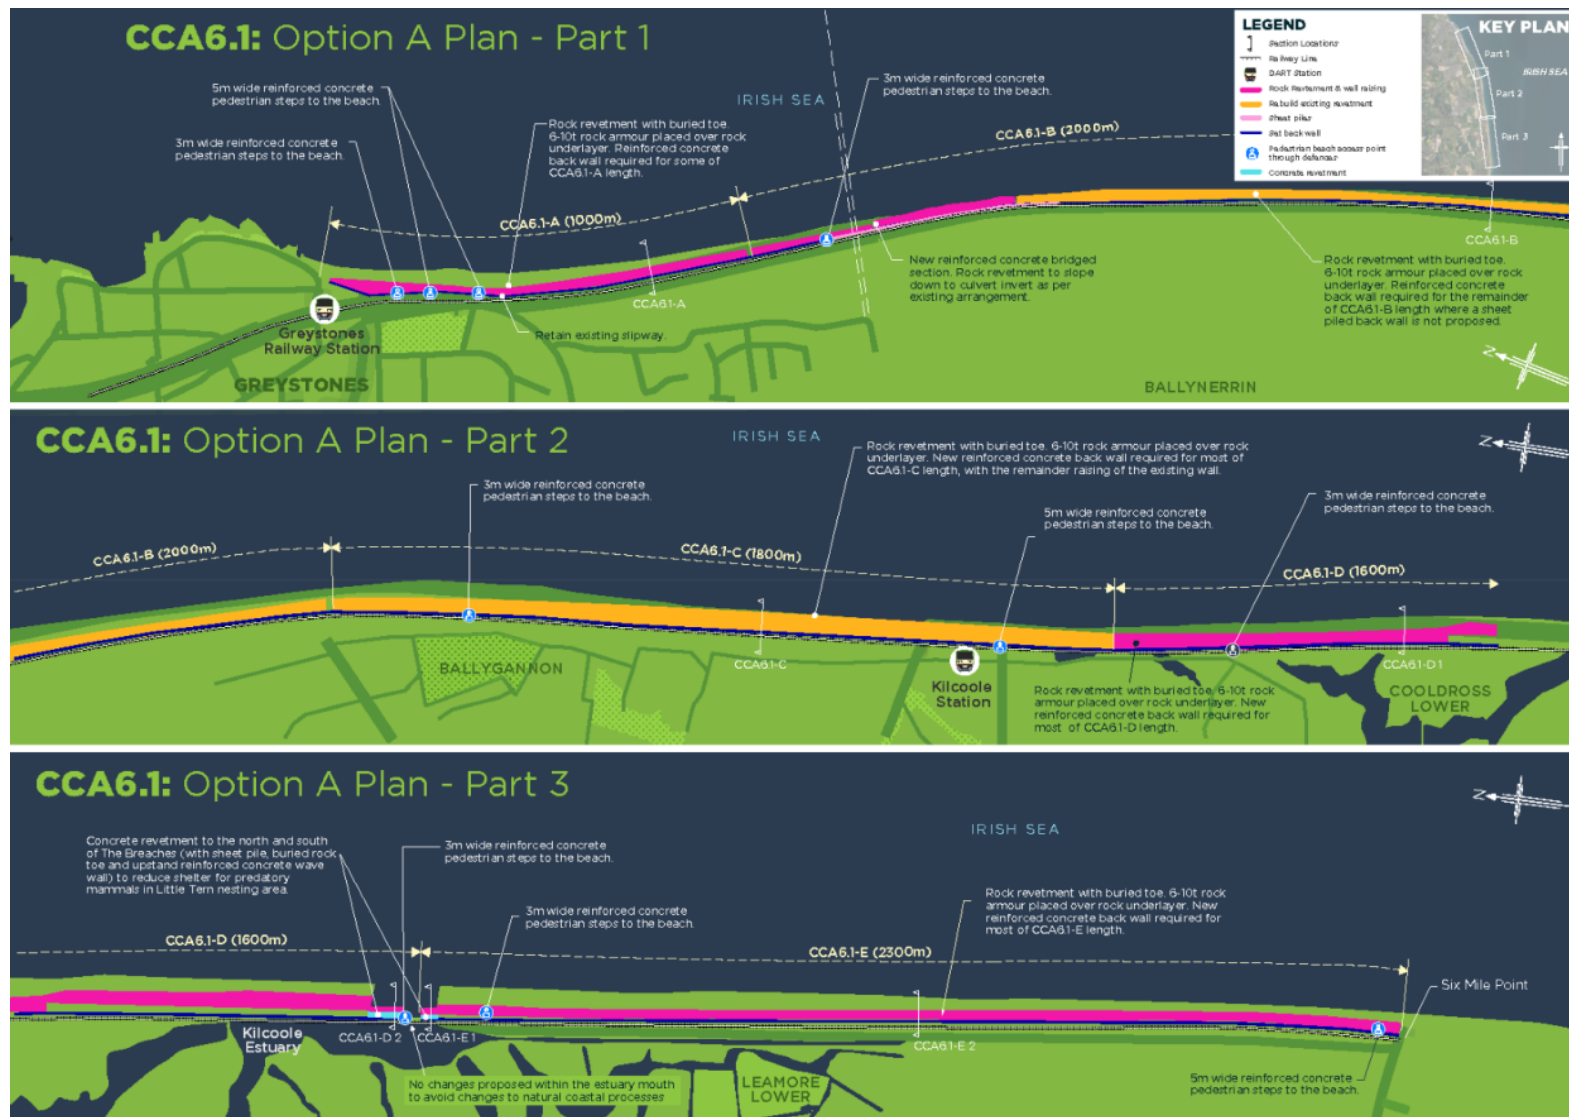 CCA6.1: Option A Plan - Part 1
5m wide reinforced concrete
pedestrian steps to the beach.
3m wide reinforced concrete
pedestrian steps to the beach.
Rock revetment with buried toe.
6-10t rock armour placed over rock
underlayer. Reinforced concrete
back wall required for some of
CCA6.1-A length.
IRISH SEA
3m wide reinforced concrete
pedestrian steps to the beach.
CCA6.1-A (1000m)
CCA6.1-B (2000m)
LEGEND
Section Locations
Railway Line
DART Station
Rock Revetement & wall raising
Rebuild existing revetment
Sheet piles
Set back wall
Pedestrian beach access point
through defences
Concrete revetment
KEY PLAN
Part 1
IRISH SEA
Part 2
Part 3
CCA6.1-A
CCA6.1-B
New reinforced concrete bridged
section. Rock revetment to slope
down to culvert invert as per
existing arrangement.
Rock revetment with buried toe.
6-10t rock armour placed over rock
underlayer. Reinforced concrete
back wall required for the remainder
of CCA6.1-B length where a sheet
piled back wall is not proposed.
Retain existing slipway.
Greystones
Railway Station
GREYSTONES
BALLYNERRIN
N
CCA6.1: Option A Plan - Part 2
IRISH SEA
3m wide reinforced concrete
pedestrian steps to the beach.
Rock revetment with buried toe. 6-10t rock armour placed over rock
underlayer. New reinforced concrete back wall required for most of
CCA6.1-C length, with the remainder raising of the existing wall.
5m wide reinforced concrete
pedestrian steps to the beach.
3m wide reinforced concrete
pedestrian steps to the beach.
N
CCA6.1-B (2000m)
CCA6.1-C (1800m)
CCA6.1-D (1600m)
BALLYGANNON
CCA6.1-C
Kilcoole
Station
Rock revetment with buried toe. 6-10t rock
armour placed over rock underlayer. New
reinforced concrete back wall required for
most of CCA6.1-D length.
CCA6.1-D 1
COOLDROSS
LOWER
CCA6.1: Option A Plan - Part 3
IRISH SEA
N
Concrete revetment to the north and south
of The Breaches (with sheet pile, buried rock
toe and upstand reinforced concrete wave
wall) to reduce shelter for predatory
mammals in Little Tern nesting area.
3m wide reinforced concrete
pedestrian steps to the beach.
3m wide reinforced concrete
pedestrian steps to the beach.
Rock revetment with buried toe. 6-10t rock
armour placed over rock underlayer. New
reinforced concrete back wall required for
most of CCA6.1-E length.
CCA6.1-D (1600m)
CCA6.1-E (2300m)
Six Mile Point
Kilcoole
Estuary
CCA6.1-D 2
CCA6.1-E 1
CCA6.1-E 2
No changes proposed within the estuary mouth
to avoid changes to natural coastal processes
LEAMORE
LOWER
5m wide reinforced concrete
pedestrian steps to the beach.